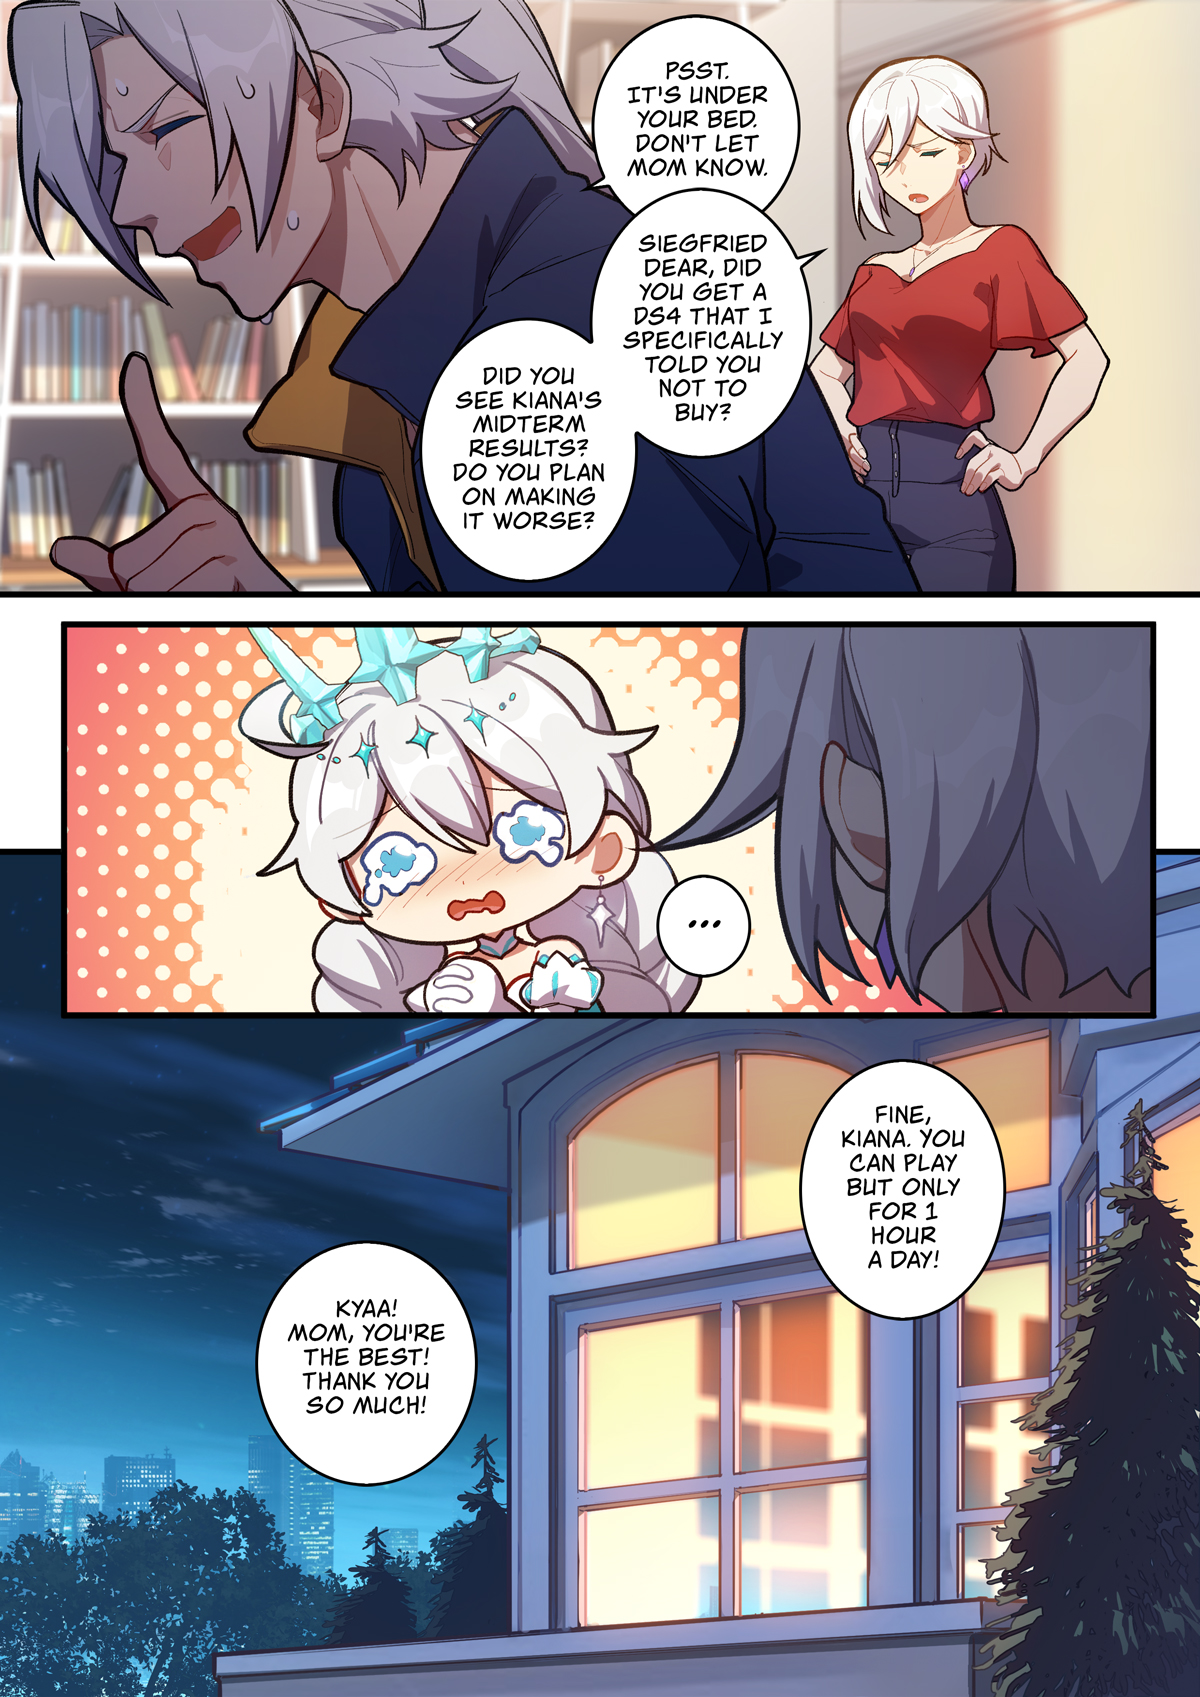 PSST.
IT'S UNDER
YOUR BED.
DON'T LET
MOM KNOW.
SIEGFRIED
DEAR, DID
YOU GET A
DS4 THAT I
SPECIFICALLY
TOLD YOU
NOT TO
BUY?
DID YOU
SEE KIANA'S
MIDTERM
RESULTS?
DO YOU PLAN
ON MAKING
IT WORSE?
...
FINE,
KIANA. YOU
CAN PLAY
BUT ONLY
FOR 1
HOUR
A DAY!
KYAA!
MOM, YOU'RE
THE BEST!
THANK YOU
SO MUCH!